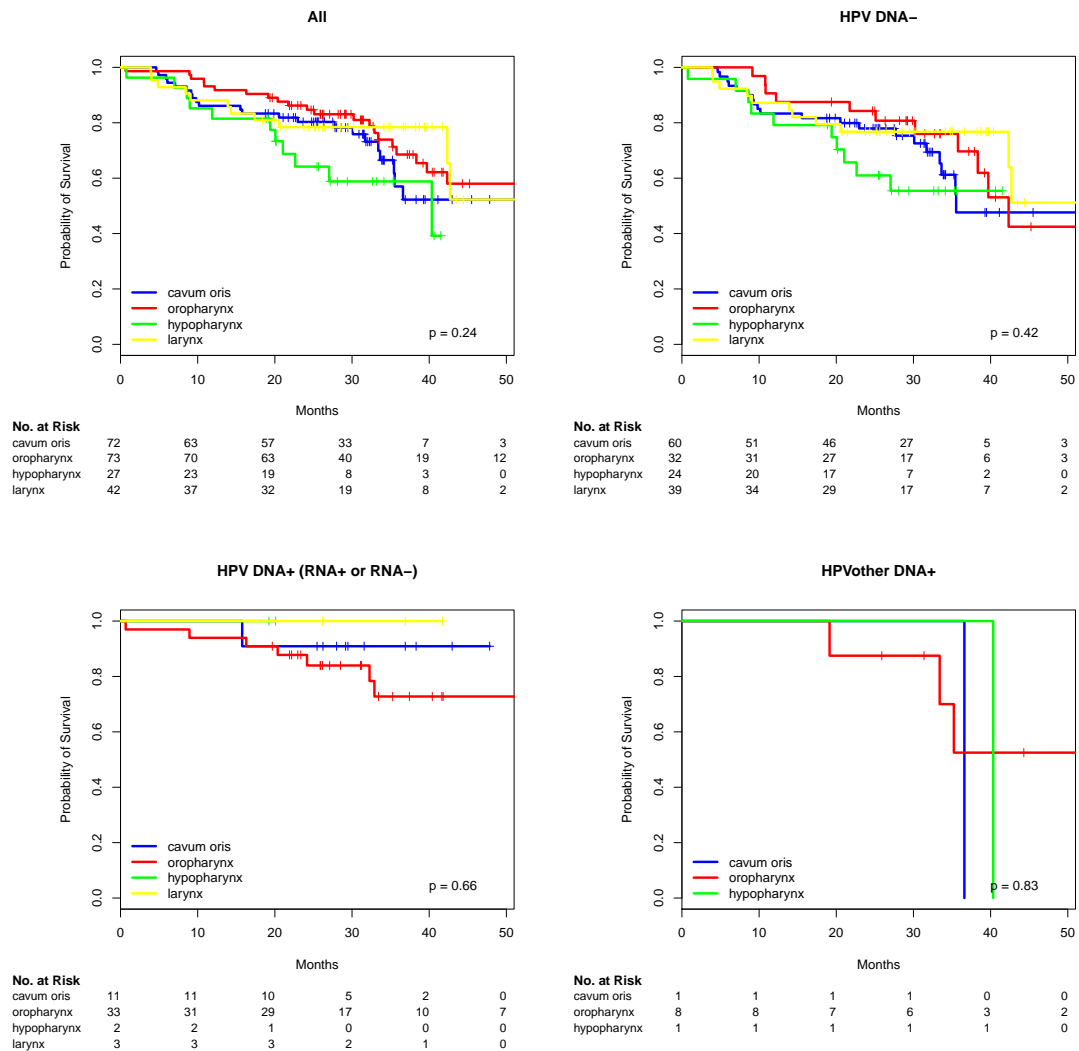 All
Probability of Survival
1.0
0.8
0.6
0.4
0.2
0.0
cavum oris
oropharynx
hypopharynx
larynx
p = 0.24
0 10 20 30 40 50
Months
No. at Risk
cavum oris 72 63 57 33 7 3
oropharynx 73 70 63 40 19 12
hypopharynx 27 23 19 8 3 0
larynx 42 37 32 19 8 2
HPV DNA−
Probability of Survival
1.0
0.8
0.6
0.4
0.2
0.0
cavum oris
oropharynx
hypopharynx
larynx
p = 0.42
0 10 20 30 40 50
Months
No. at Risk
cavum oris 60 51 46 27 5 3
oropharynx 32 31 27 17 6 3
hypopharynx 24 20 17 7 2 0
larynx 39 34 29 17 7 2
HPV DNA+ (RNA+ or RNA−)
Probability of Survival
1.0
0.8
0.6
0.4
0.2
0.0
cavum oris
oropharynx
hypopharynx
larynx
p = 0.66
0 10 20 30 40 50
Months
No. at Risk
cavum oris 11 11 10 5 2 0
oropharynx 33 31 29 17 10 7
hypopharynx 2 2 1 0 0 0
larynx 3 3 3 2 1 0
HPVother DNA+
Probability of Survival
1.0
0.8
0.6
0.4
0.2
0.0
cavum oris
oropharynx
hypopharynx
p = 0.83
0 10 20 30 40 50
Months
No. at Risk
cavum oris 1 1 1 1 0 0
oropharynx 8 8 7 6 3 2
hypopharynx 1 1 1 1 1 0